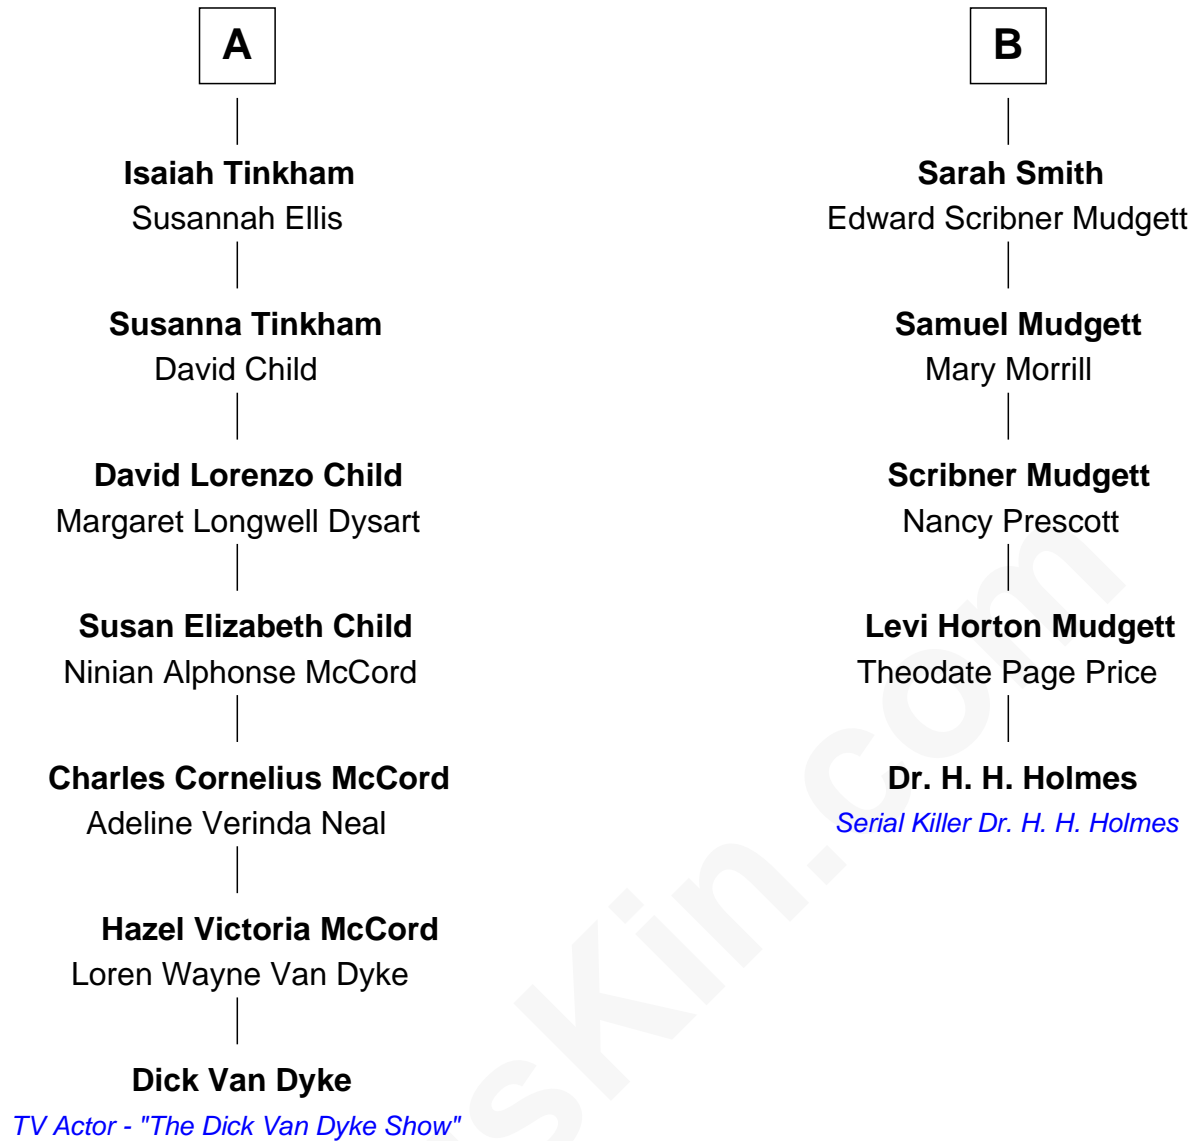 A
Isaiah Tinkham
Susannah Ellis
Susanna Tinkham
David Child
David Lorenzo Child
Margaret Longwell Dysart
Susan Elizabeth Child
Ninian Alphonse McCord
Charles Cornelius McCord
Adeline Verinda Neal
Hazel Victoria McCord
Loren Wayne Van Dyke
Dick Van Dyke
TV Actor - "The Dick Van Dyke Show"
B
Sarah Smith
Edward Scribner Mudgett
Samuel Mudgett
Mary Morrill
Scribner Mudgett
Nancy Prescott
Levi Horton Mudgett
Theodate Page Price
Dr. H. H. Holmes
Serial Killer Dr. H. H. Holmes
sKin.com